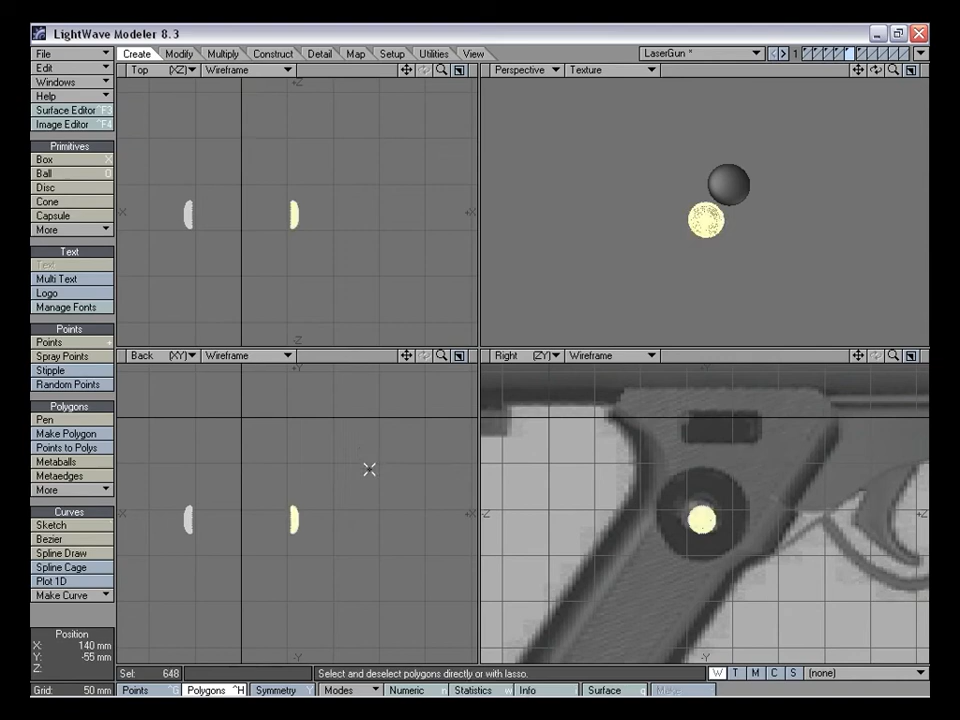 LightWave Modeler 8.3
File
Create Modify Multiply Construct Detail Map Setup Utilities View
LaserGun *
1
Edit
Windows
Help
Surface Editor ^F3
Image Editor ^F4
Top (XZ) Wireframe
Perspective Texture
Primitives
Box X
Ball O
Disc
Cone
Capsule
More
Text
Text
Multi Text
Logo
Manage Fonts
Points
Points +
Spray Points
Stipple
Random Points
Back (XY) Wireframe
Right (ZY) Wireframe
Polygons
Pen
Make Polygon
Points to Polys
Metaballs
Metaedges
More
Curves
Sketch
Bezier
Spline Draw
Spline Cage
Plot 1D
Make Curve
Position
X: 140 mm
Y: -55 mm
Z:
Grid: 50 mm
Sel: 648
Select and deselect polygons directly or with lasso.
W T M C S (none)
Points ^G Polygons ^H Symmetry Y Modes Numeric n Statistics w Info i Surface q